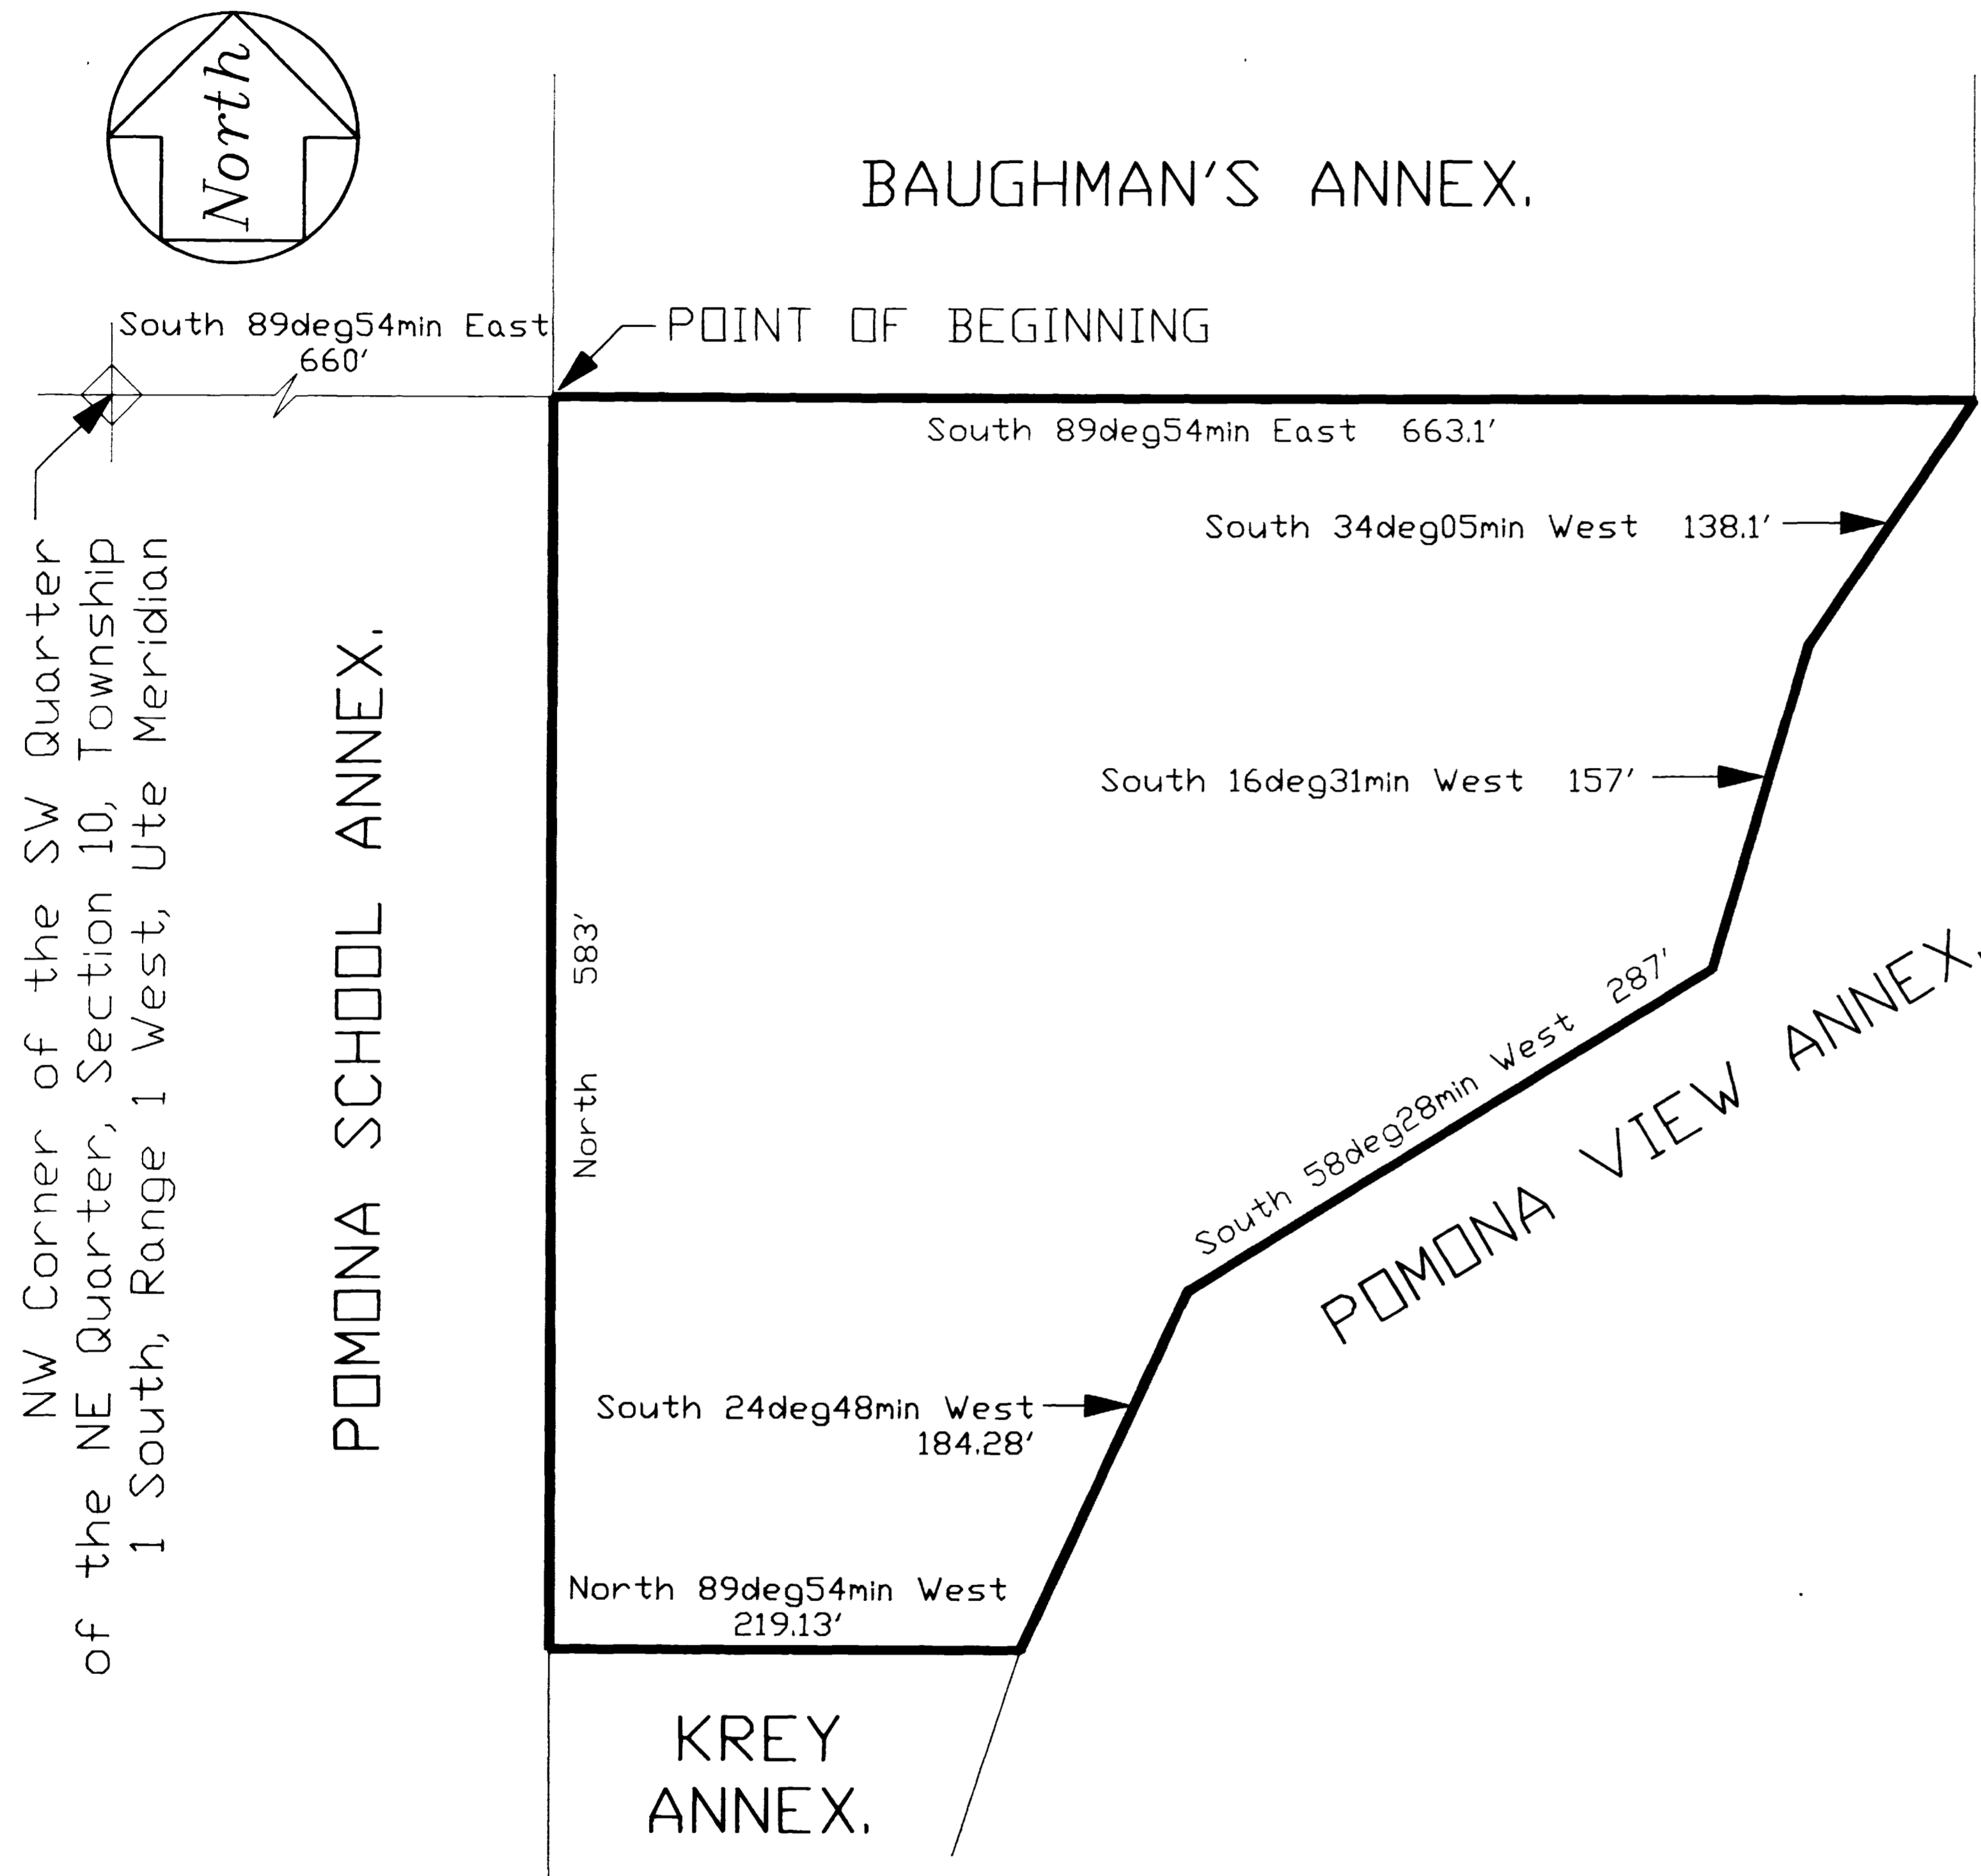 North
BAUGHMAN'S ANNEX.
South 89deg54min East
660'
POINT OF BEGINNING
South 89deg54min East 663.1'
South 34deg05min West 138.1'
NW Corner of the SW Quarter
of the NE Quarter, Section 10, Township
1 South, Range 1 West, Ute Meridian
POMONA SCHOOL ANNEX.
South 16deg31min West 157'
North 583'
South 58deg28min West 287'
POMONA VIEW ANNEX.
South 24deg48min West
184.28'
North 89deg54min West
219.13'
KREY
ANNEX.